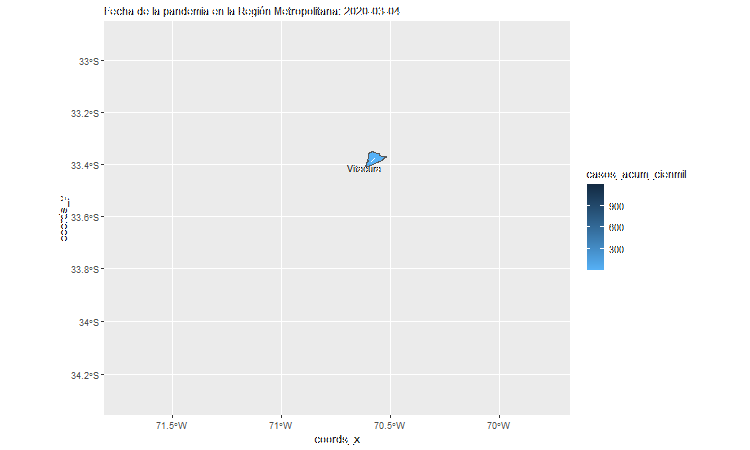 Fecha de la pandemia en la Región Metropolitana: 2020-03-04
33°S
33.2°S
33.4°S
33.6°S
33.8°S
34°S
34.2°S
Vitacura
71.5°W
71°W
70.5°W
70°W
coords_x
casos_acum_cienmil
900
600
300